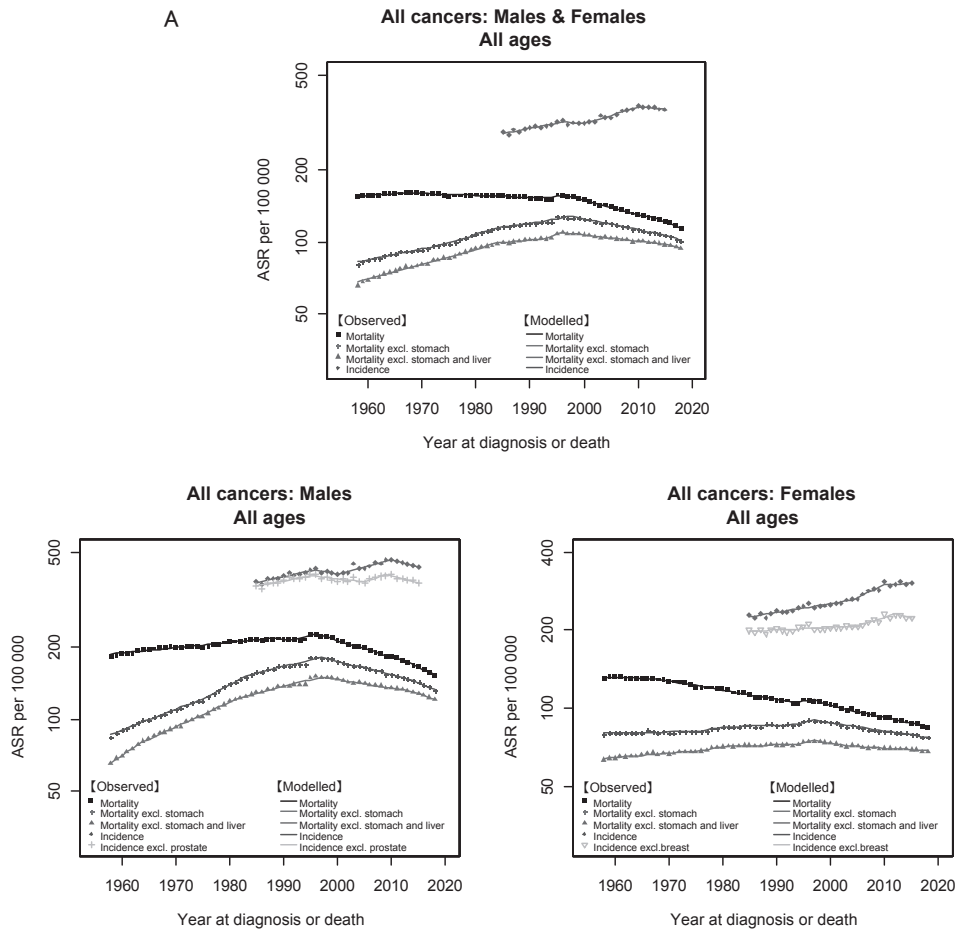 A
All cancers: Males & Females
All ages
ASR per 100 000
500
200
100
50
【Observed】
Mortality
Mortality excl. stomach
Mortality excl. stomach and liver
Incidence
【Modelled】
Mortality
Mortality excl. stomach
Mortality excl. stomach and liver
Incidence
1960 1970 1980 1990 2000 2010 2020
Year at diagnosis or death
All cancers: Males
All ages
ASR per 100 000
500
200
100
50
【Observed】
Mortality
Mortality excl. stomach
Mortality excl. stomach and liver
Incidence
Incidence excl. prostate
【Modelled】
Mortality
Mortality excl. stomach
Mortality excl. stomach and liver
Incidence
Incidence excl. prostate
1960 1970 1980 1990 2000 2010 2020
Year at diagnosis or death
All cancers: Females
All ages
ASR per 100 000
400
200
100
50
【Observed】
Mortality
Mortality excl. stomach
Mortality excl. stomach and liver
Incidence
Incidence excl.breast
【Modelled】
Mortality
Mortality excl. stomach
Mortality excl. stomach and liver
Incidence
Incidence excl.breast
1960 1970 1980 1990 2000 2010 2020
Year at diagnosis or death